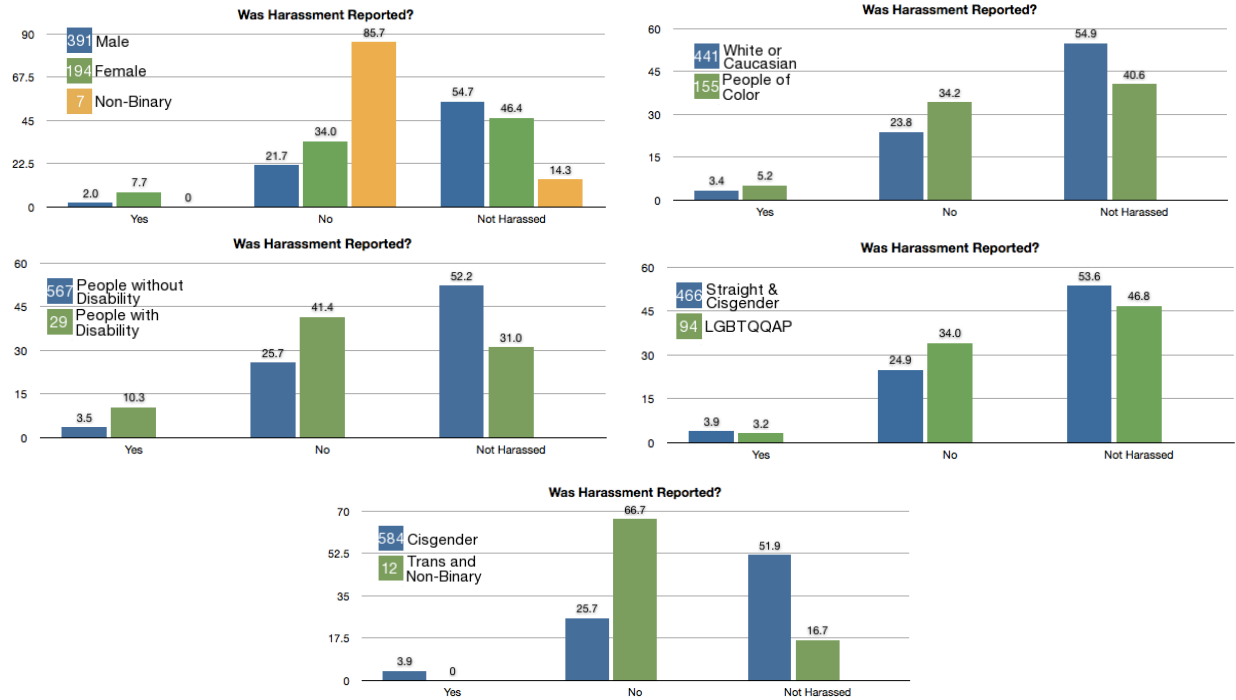 Was Harassment Reported?
90
67.5
45
22.5
0
391 Male
194 Female
7 Non-Binary
2.0
7.7
0
21.7
34.0
85.7
54.7
46.4
14.3
Yes
No
Not Harassed
Was Harassment Reported?
60
45
30
15
0
441 White or
Caucasian
155 People of
Color
3.4
5.2
23.8
34.2
54.9
40.6
Yes
No
Not Harassed
Was Harassment Reported?
60
45
30
15
0
567 People without
Disability
29 People with
Disability
3.5
10.3
25.7
41.4
52.2
31.0
Yes
No
Not Harassed
Was Harassment Reported?
60
45
30
15
0
466 Straight &
Cisgender
94 LGBTQQAP
3.9
3.2
24.9
34.0
53.6
46.8
Yes
No
Not Harassed
Was Harassment Reported?
70
52.5
35
17.5
0
584 Cisgender
12 Trans and
Non-Binary
3.9
0
25.7
66.7
51.9
16.7
Yes
No
Not Harassed